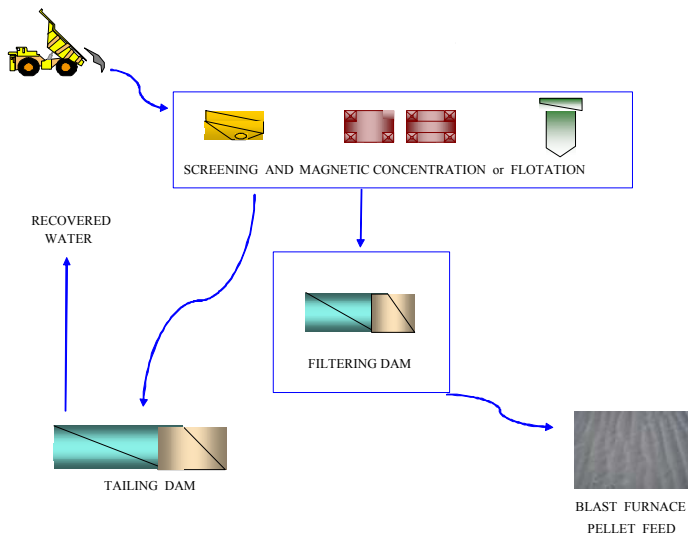 SCREENING AND MAGNETIC CONCENTRATION or FLOTATION
RECOVERED
WATER
FILTERING DAM
TAILING DAM
BLAST FURNACE
PELLET FEED